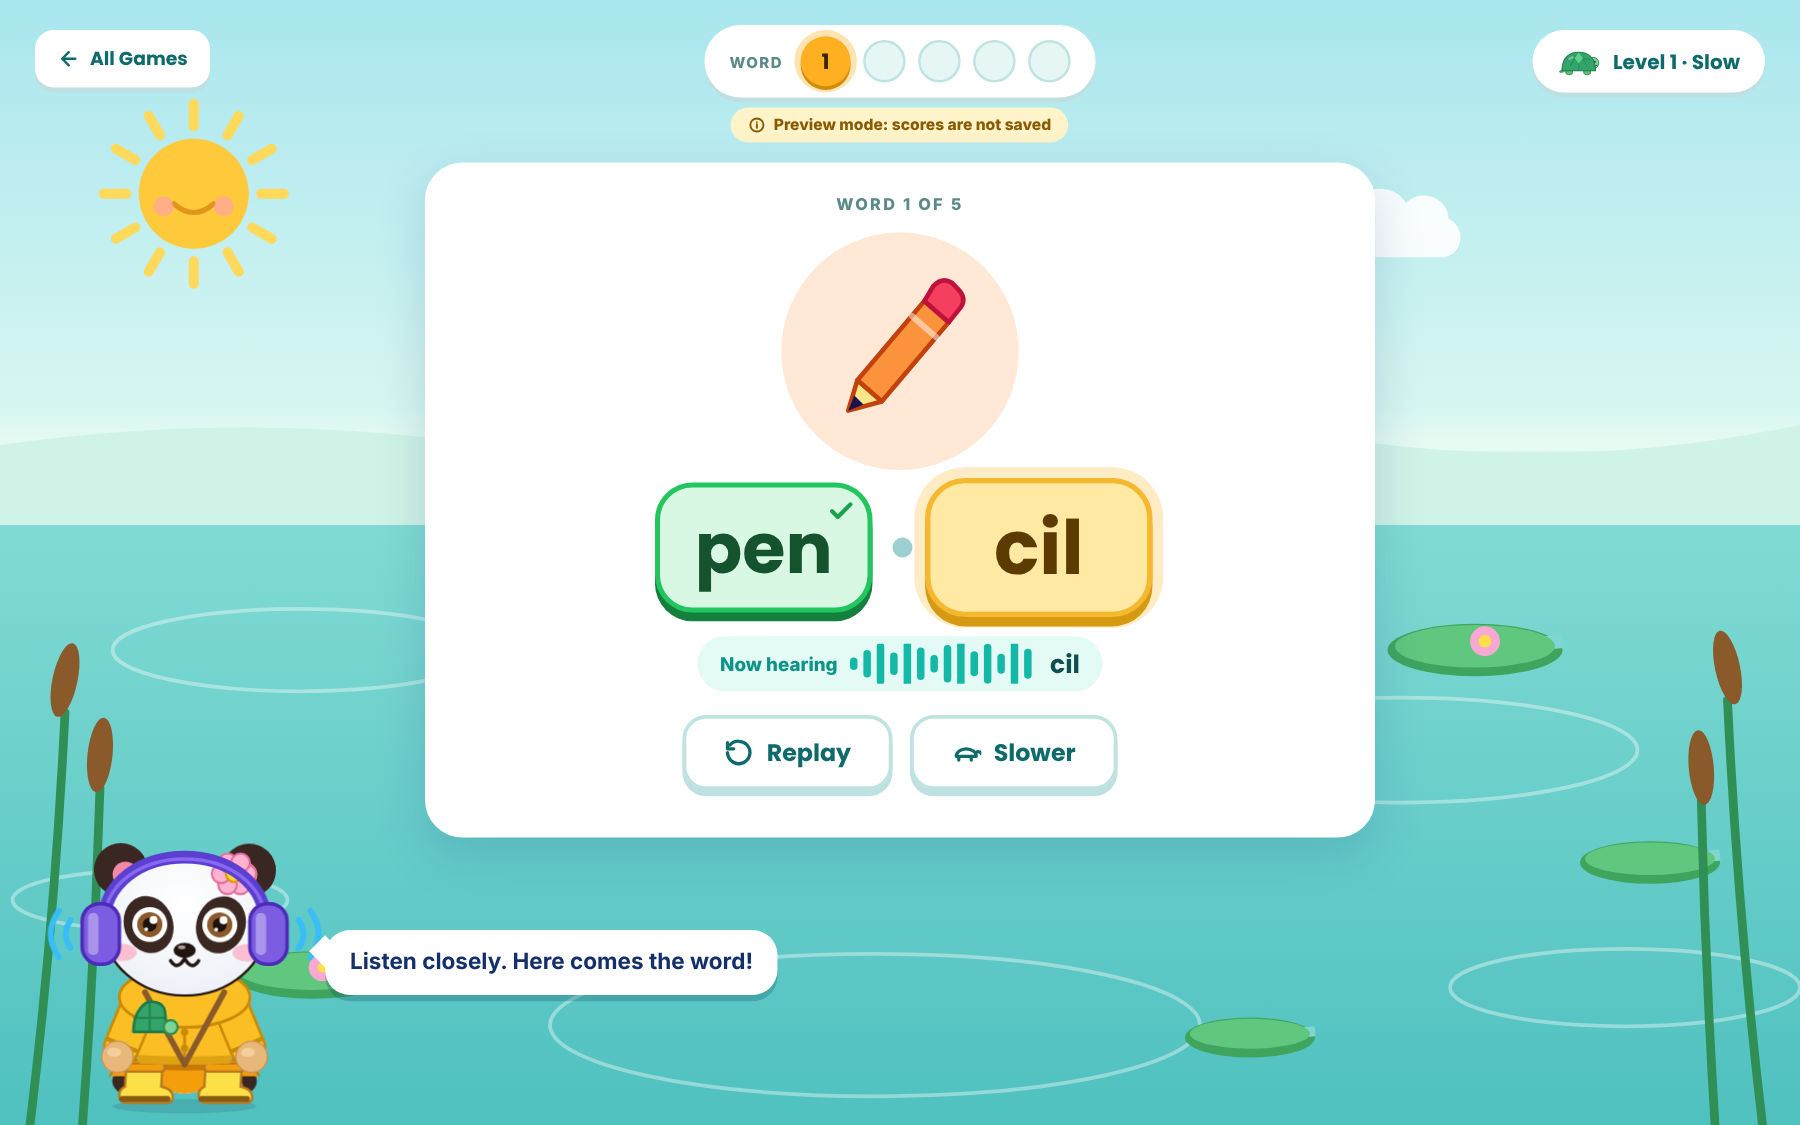 All Games
WORD 1
Level 1 · Slow
Preview mode: scores are not saved
WORD 1 OF 5
pen · cil
Now hearing cil
Replay
Slower
Listen closely. Here comes the word!